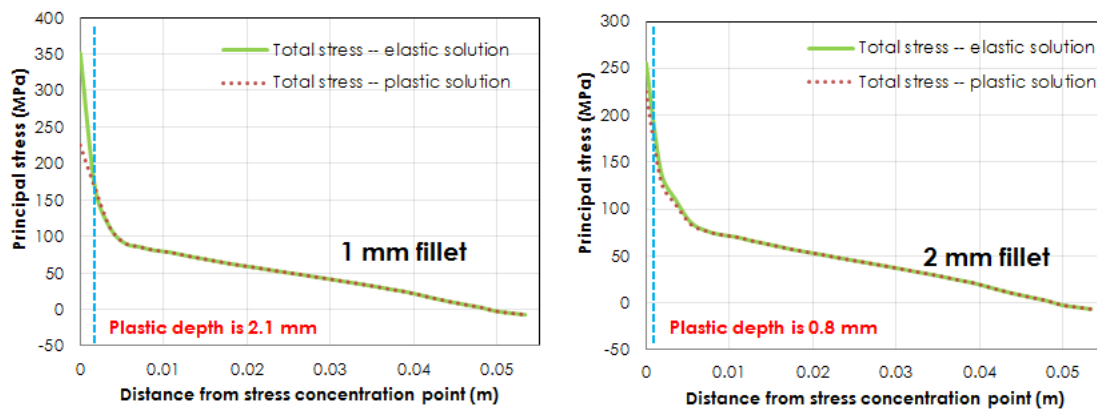 400
350
300
250
200
150
100
50
0
-50
Principal stress (MPa)
Total stress -- elastic solution
Total stress -- plastic solution
1 mm fillet
Plastic depth is 2.1 mm
0 0.01 0.02 0.03 0.04 0.05
Distance from stress concentration point (m)
300
250
200
150
100
50
0
-50
Principal stress (MPa)
Total stress -- elastic solution
Total stress -- plastic solution
2 mm fillet
Plastic depth is 0.8 mm
0 0.01 0.02 0.03 0.04 0.05
Distance from stress concentration point (m)